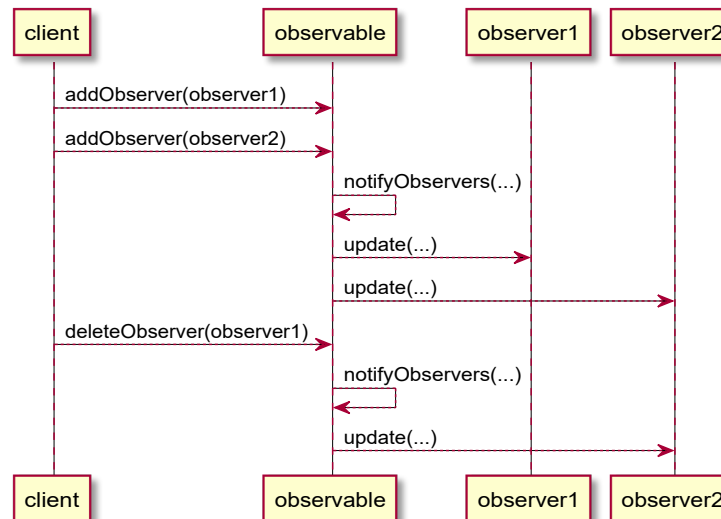 client observable observer1 observer2
addObserver(observer1)
addObserver(observer2)
notifyObservers(...)
update(...)
update(...)
deleteObserver(observer1)
notifyObservers(...)
update(...)
client observable observer1 observer2